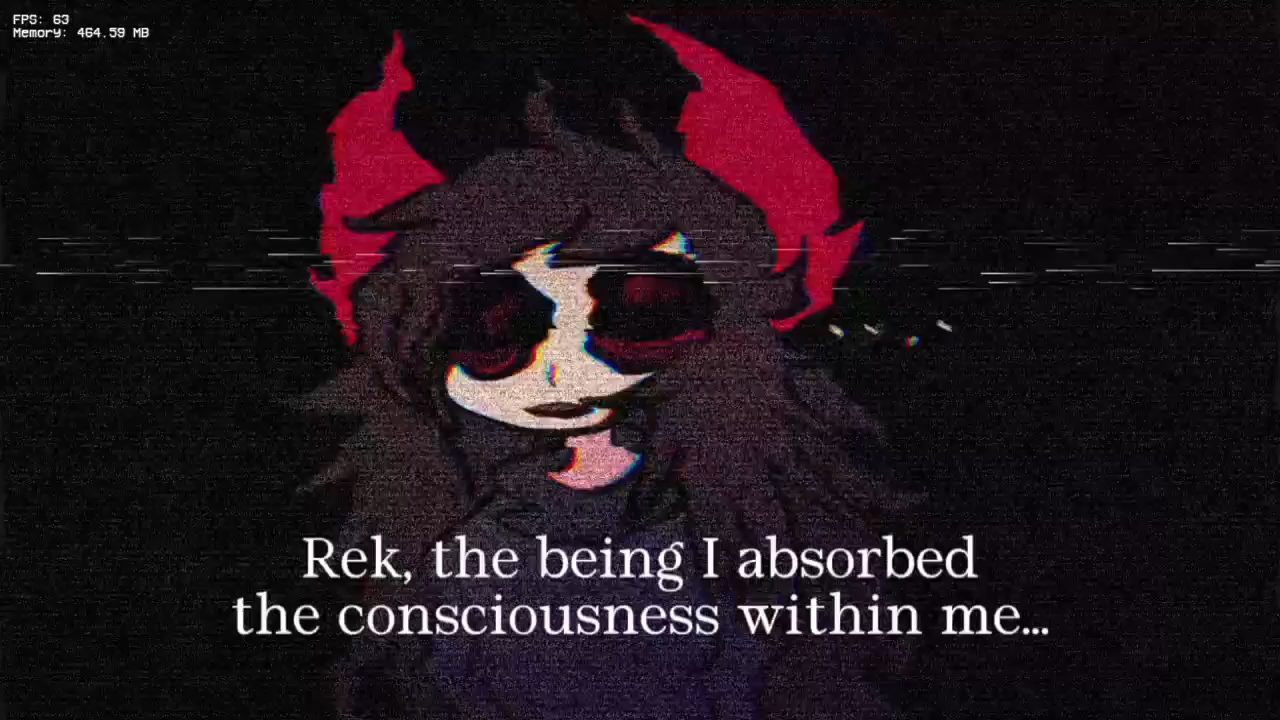 FPS: 63
Memory: 464.59 MB
Rek, the being I absorbed
the consciousness within me...